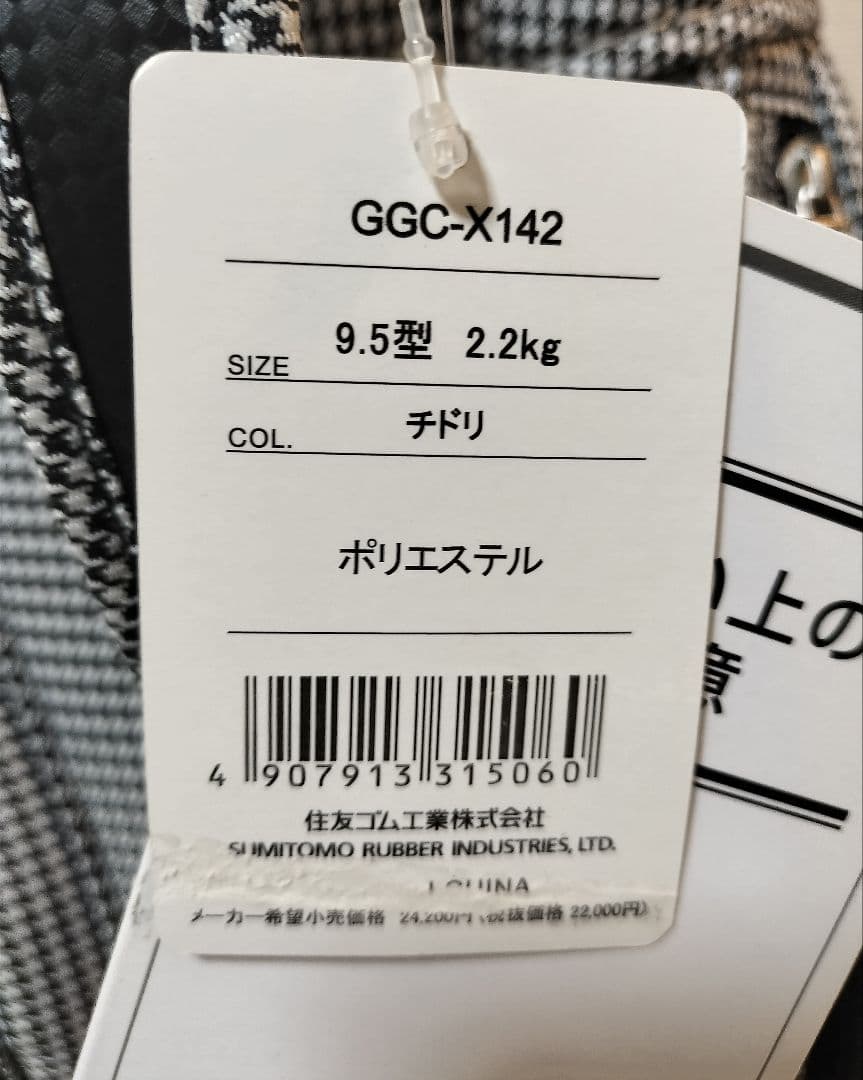 GGC-X142
SIZE 9.5型 2.2kg
COL. チドリ
ポリエステル
4 907913 315060
住友ゴム工業株式会社
SUMITOMO RUBBER INDUSTRIES, LTD.
CHINA
メーカー希望小売価格 24,200円（税抜価格 22,000円）
上の